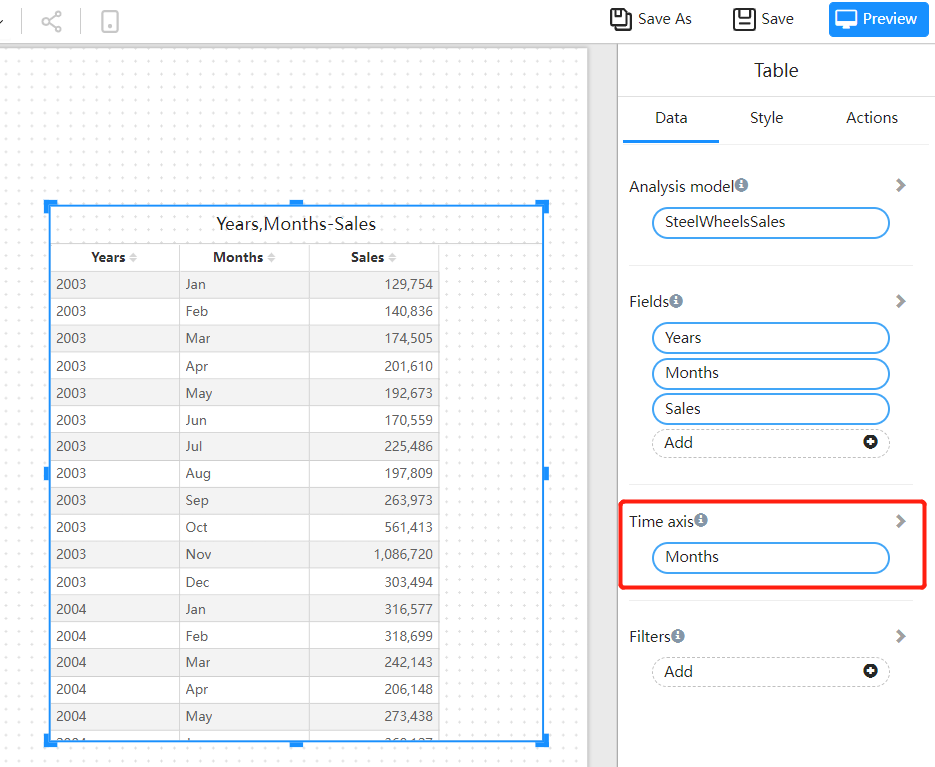 Save As
Save
Preview
Table
Data Style Actions
Analysis model
SteelWheelsSales
Fields
Years
Months
Sales
Add
Time axis
Months
Filters
Add
Years,Months-Sales
Years Months Sales
2003 Jan 129,754
2003 Feb 140,836
2003 Mar 174,505
2003 Apr 201,610
2003 May 192,673
2003 Jun 170,559
2003 Jul 225,486
2003 Aug 197,809
2003 Sep 263,973
2003 Oct 561,413
2003 Nov 1,086,720
2003 Dec 303,494
2004 Jan 316,577
2004 Feb 318,699
2004 Mar 242,143
2004 Apr 206,148
2004 May 273,438
2004